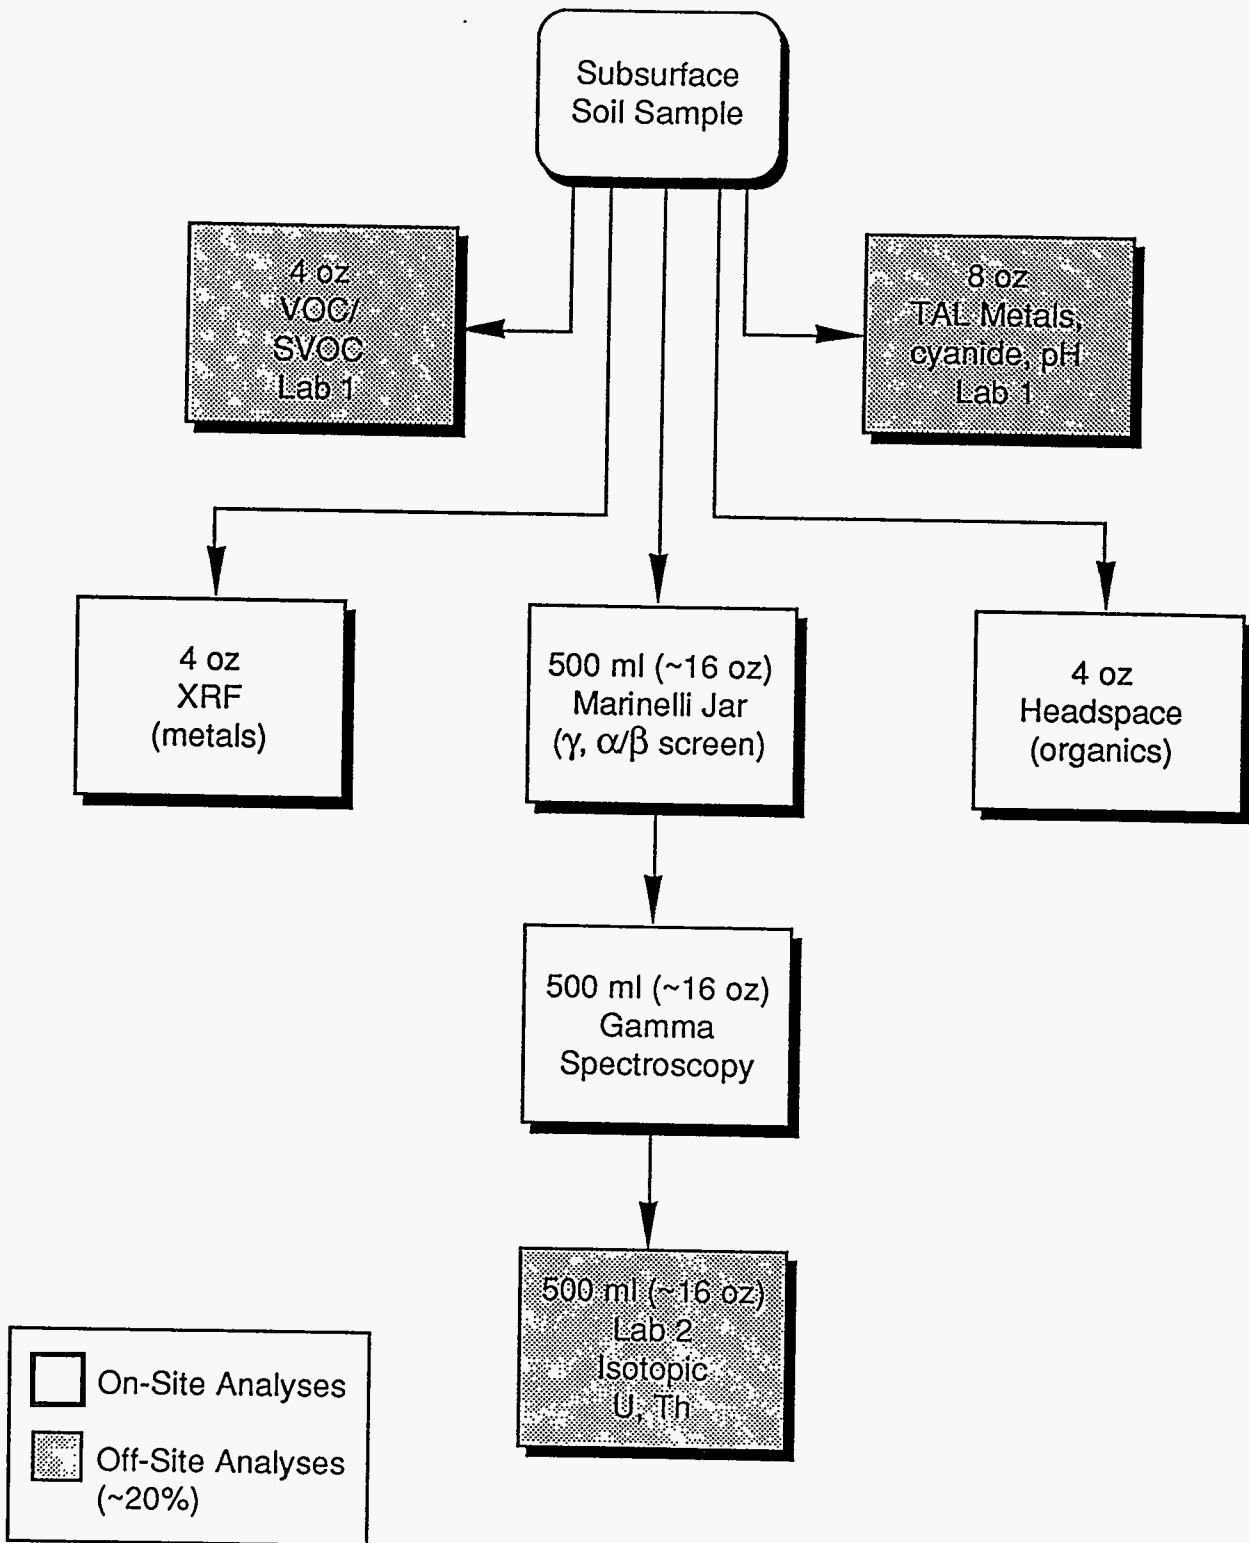 Subsurface
Soil Sample
4 oz
VOC/
SVOC
Lab 1
8 oz
TAL Metals,
cyanide, pH
Lab 1
4 oz
XRF
(metals)
500 ml (~16 oz)
Marinelli Jar
(γ, α/β screen)
4 oz
Headspace
(organics)
500 ml (~16 oz)
Gamma
Spectroscopy
500 ml (~16 oz)
Lab 2
Isotopic
U, Th
On-Site Analyses
Off-Site Analyses
(~20%)